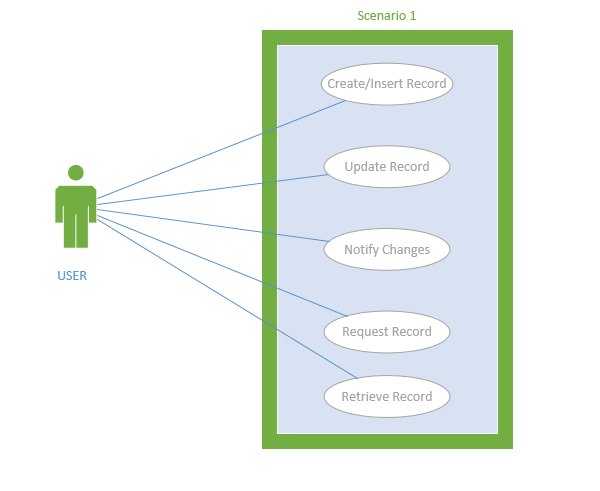 Scenario 1
Create/Insert Record
Update Record
Notify Changes
USER
Request Record
Retrieve Record